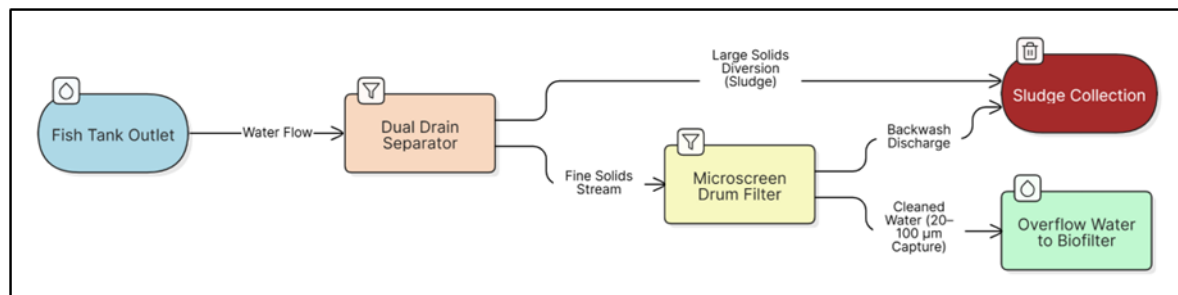 Fish Tank Outlet
Water Flow
Dual Drain
Separator
Large Solids
Diversion
(Sludge)
Fine Solids
Stream
Microscreen
Drum Filter
Backwash
Discharge
Sludge Collection
Cleaned
Water (20–
100 µm
Capture)
Overflow Water
to Biofilter